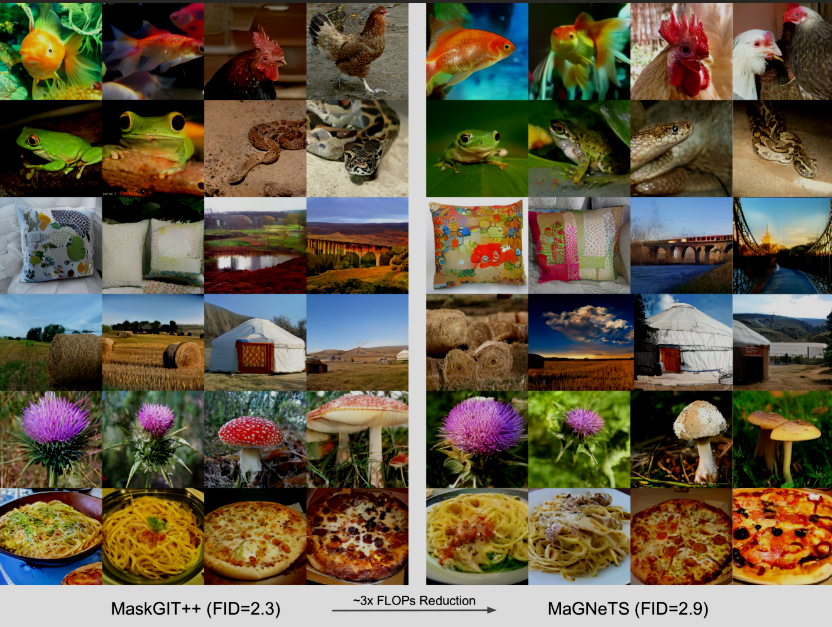 ~3x FLOPs Reduction
MaskGIT++ (FID=2.3)
MaGNeTS (FID=2.9)